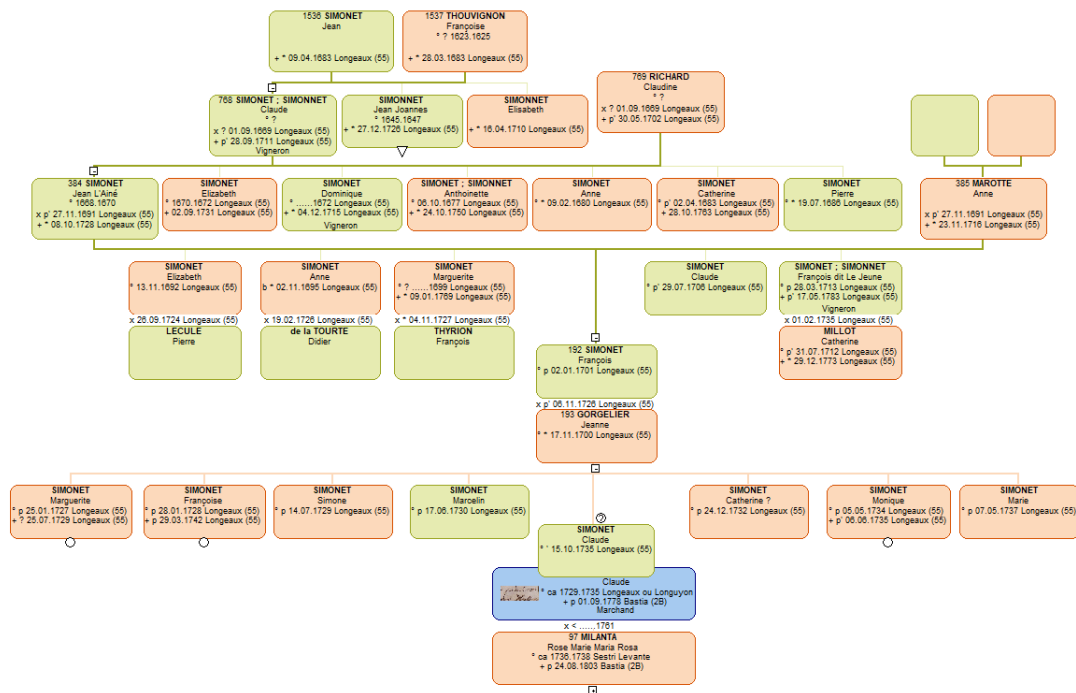 1536 SIMONET
Jean
+ * 09.04.1683 Longeaux (55)
1537 THOUVIGNON
Françoise
° ? 1623.1625
+ * 28.03.1683 Longeaux (55)
768 SIMONET ; SIMONNET
Claude
° ?
x ? 01.09.1669 Longeaux (55)
+ p' 28.09.1711 Longeaux (55)
Vigneron
SIMONNET
Jean Joannes
° 1645.1647
+ * 27.12.1726 Longeaux (55)
SIMONNET
Elisabeth
+ * 16.04.1710 Longeaux (55)
769 RICHARD
Claudine
° ?
x ? 01.09.1669 Longeaux (55)
+ p' 30.05.1702 Longeaux (55)
384 SIMONET
Jean L'Ainé
° 1668.1670
x p' 27.11.1691 Longeaux (55)
+ * 08.10.1728 Longeaux (55)
SIMONET
Elizabeth
° 1670.1672 Longeaux (55)
+ 02.09.1731 Longeaux (55)
SIMONET
Dominique
° ......1672 Longeaux (55)
+ * 04.12.1715 Longeaux (55)
Vigneron
SIMONET ; SIMONNET
Anthoinette
° 06.10.1677 Longeaux (55)
+ * 24.10.1750 Longeaux (55)
SIMONET
Anne
° * 09.02.1680 Longeaux (55)
SIMONET
Catherine
° p' 02.04.1683 Longeaux (55)
+ 28.10.1763 Longeaux (55)
SIMONET
Pierre
° * 19.07.1686 Longeaux (55)
385 MAROTTE
Anne
x p' 27.11.1691 Longeaux (55)
+ * 23.11.1716 Longeaux (55)
SIMONET
Elizabeth
° 13.11.1692 Longeaux (55)
x 26.09.1724 Longeaux (55)
LECULE
Pierre
SIMONET
Anne
b * 02.11.1695 Longeaux (55)
x 19.02.1726 Longeaux (55)
de la TOURTE
Didier
SIMONET
Marguerite
° ? ......1699 Longeaux (55)
+ * 09.01.1769 Longeaux (55)
x * 04.11.1727 Longeaux (55)
THYRION
François
SIMONET
Claude
° p' 29.07.1706 Longeaux (55)
SIMONET ; SIMONNET
François dit Le Jeune
° p 28.03.1713 Longeaux (55)
+ p' 17.05.1783 Longeaux (55)
Vigneron
x 01.02.1735 Longeaux (55)
MILLOT
Catherine
° p' 31.07.1712 Longeaux (55)
+ * 29.12.1773 Longeaux (55)
192 SIMONET
François
° p 02.01.1701 Longeaux (55)
x p' 06.11.1726 Longeaux (55)
193 GORGELIER
Jeanne
° * 17.11.1700 Longeaux (55)
SIMONET
Marguerite
° p 25.01.1727 Longeaux (55)
+ ? 25.07.1729 Longeaux (55)
SIMONET
Françoise
° p 28.01.1728 Longeaux (55)
+ p 29.03.1742 Longeaux (55)
SIMONET
Simone
° p 14.07.1729 Longeaux (55)
SIMONET
Marcelin
° p 17.06.1730 Longeaux (55)
SIMONET
Catherine ?
° p 24.12.1732 Longeaux (55)
SIMONET
Monique
° p 05.05.1734 Longeaux (55)
+ p' 06.06.1735 Longeaux (55)
SIMONET
Marie
° p 07.05.1737 Longeaux (55)
?
SIMONET
Claude
° ' 15.10.1735 Longeaux (55)
Claude
° ca 1729.1735 Longeaux ou Longuyon
+ p 01.09.1778 Bastia (2B)
Marchand
x < ......1761
97 MILANTA
Rose Marie Maria Rosa
° ca 1736.1738 Sestri Levante
+ p 24.08.1803 Bastia (2B)